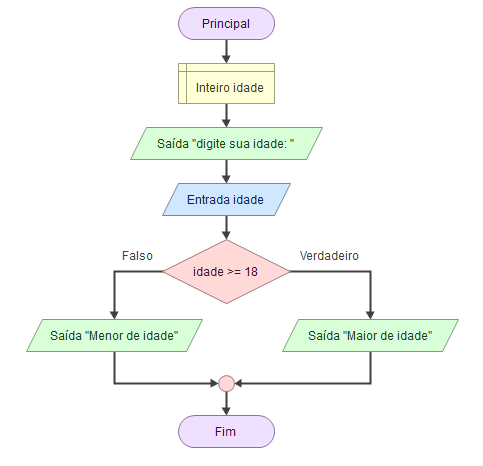 Principal
Inteiro idade
Saída "digite sua idade: "
Entrada idade
Falso
Verdadeiro
idade >= 18
Saída "Menor de idade"
Saída "Maior de idade"
Fim